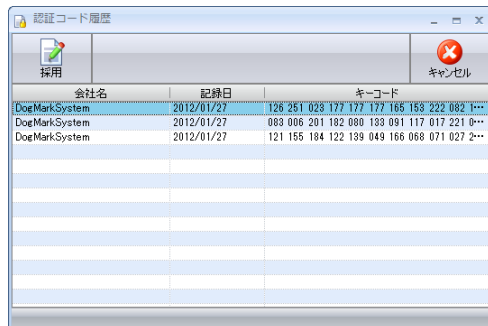 認証コード履歴
採用
キャンセル
会社名 記録日 キーコード
DogMarkSystem 2012/01/27 126 251 023 177 177 177 165 153 222 082 1…
DogMarkSystem 2012/01/27 083 006 201 182 080 133 091 117 017 221 0…
DogMarkSystem 2012/01/27 121 155 184 122 139 049 166 068 071 027 2…